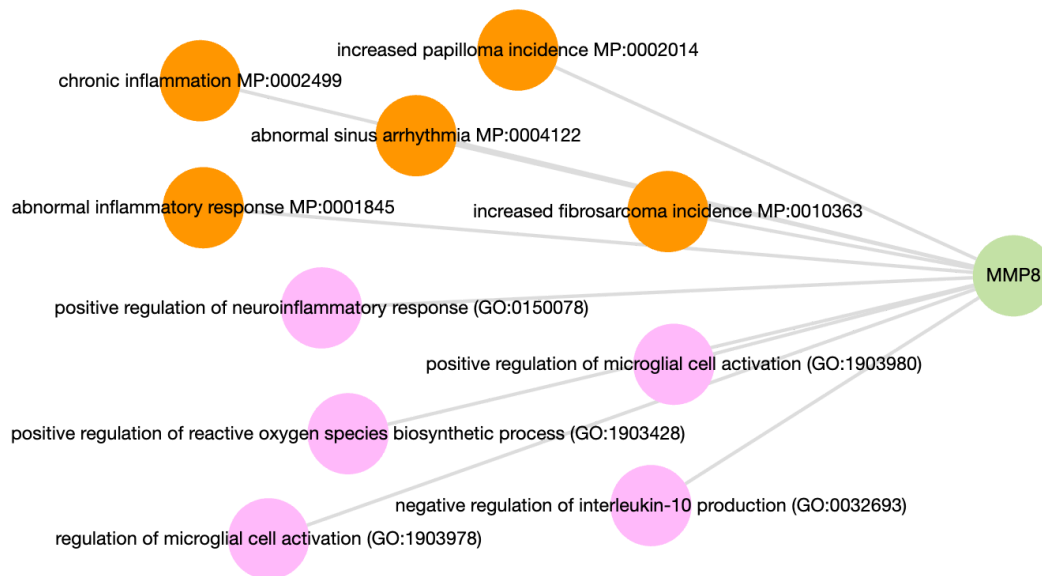 increased papilloma incidence MP:0002014
chronic inflammation MP:0002499
abnormal sinus arrhythmia MP:0004122
abnormal inflammatory response MP:0001845
increased fibrosarcoma incidence MP:0010363
MMP8
positive regulation of neuroinflammatory response (GO:0150078)
positive regulation of microglial cell activation (GO:1903980)
positive regulation of reactive oxygen species biosynthetic process (GO:1903428)
negative regulation of interleukin-10 production (GO:0032693)
regulation of microglial cell activation (GO:1903978)